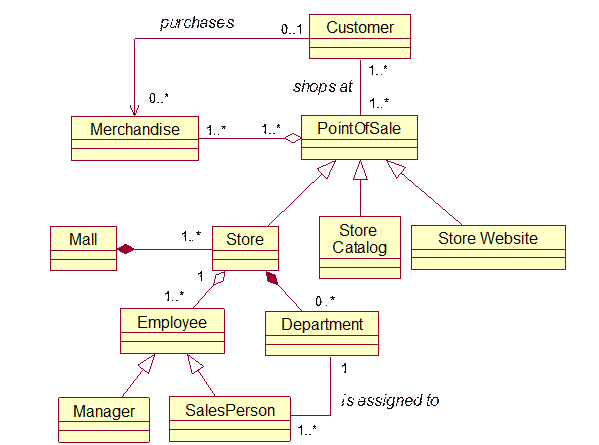 purchases
0..1
Customer
1..*
shops at
0..*
1..*
Merchandise
1..*
1..*
PointOfSale
Mall
1..*
Store
Store
Catalog
Store Website
1
1..*
0..*
Employee
Department
1
is assigned to
Manager
SalesPerson
1..*